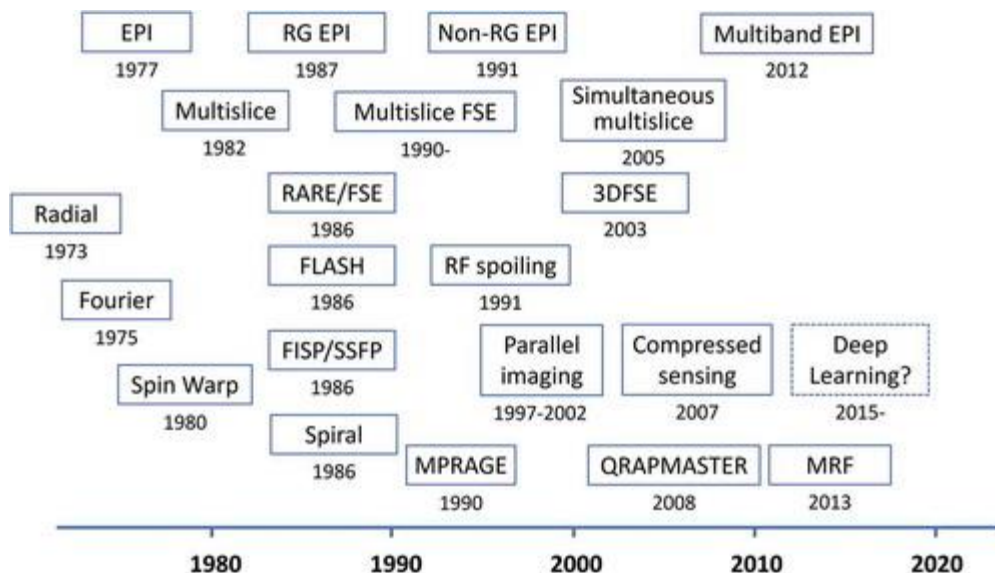 EPI
1977
RG EPI
1987
Non-RG EPI
1991
Multiband EPI
2012
Multislice
1982
Multislice FSE
1990-
Simultaneous
multislice
2005
Radial
1973
RARE/FSE
1986
3DFSE
2003
Fourier
1975
FLASH
1986
RF spoiling
1991
Spin Warp
1980
FISP/SSFP
1986
Parallel
imaging
1997-2002
Compressed
sensing
2007
Deep
Learning?
2015-
Spiral
1986
MPRAGE
1990
QRAPMASTER
2008
MRF
2013
1980
1990
2000
2010
2020